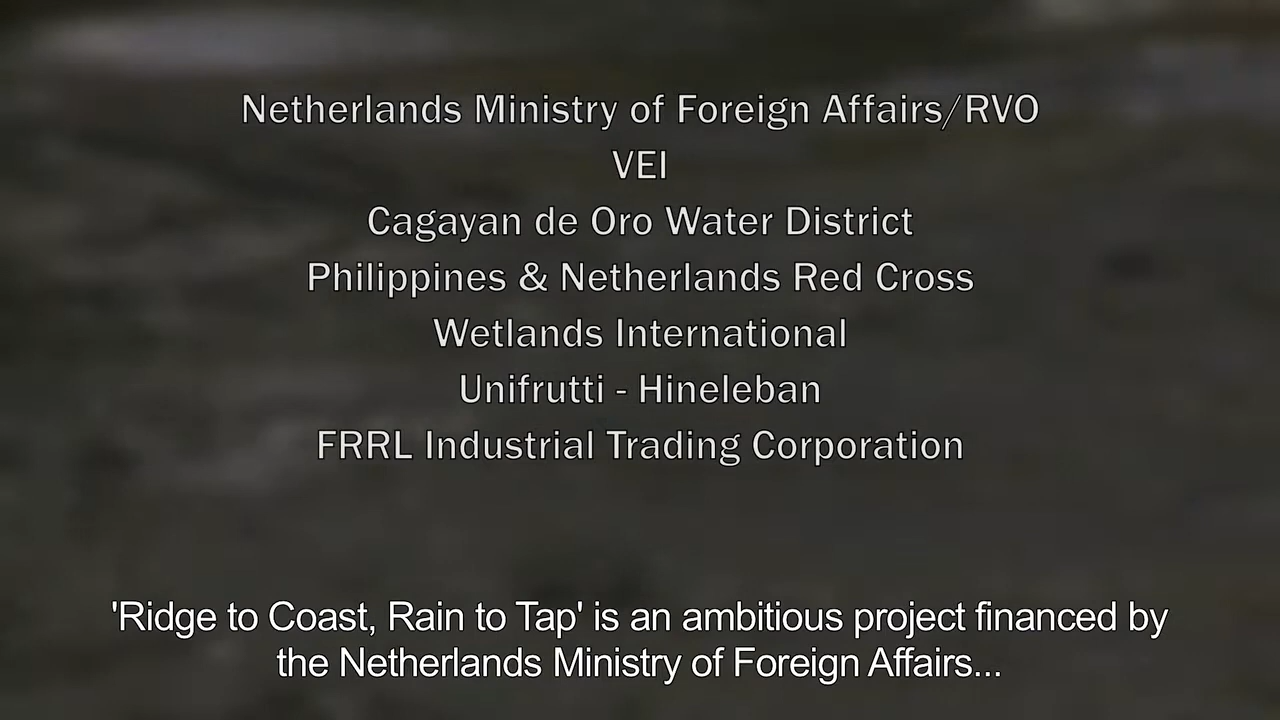 Netherlands Ministry of Foreign Affairs/RVO
VEI
Cagayan de Oro Water District
Philippines & Netherlands Red Cross
Wetlands International
Unifrutti - Hineleban
FRRL Industrial Trading Corporation
'Ridge to Coast, Rain to Tap' is an ambitious project financed by
the Netherlands Ministry of Foreign Affairs...